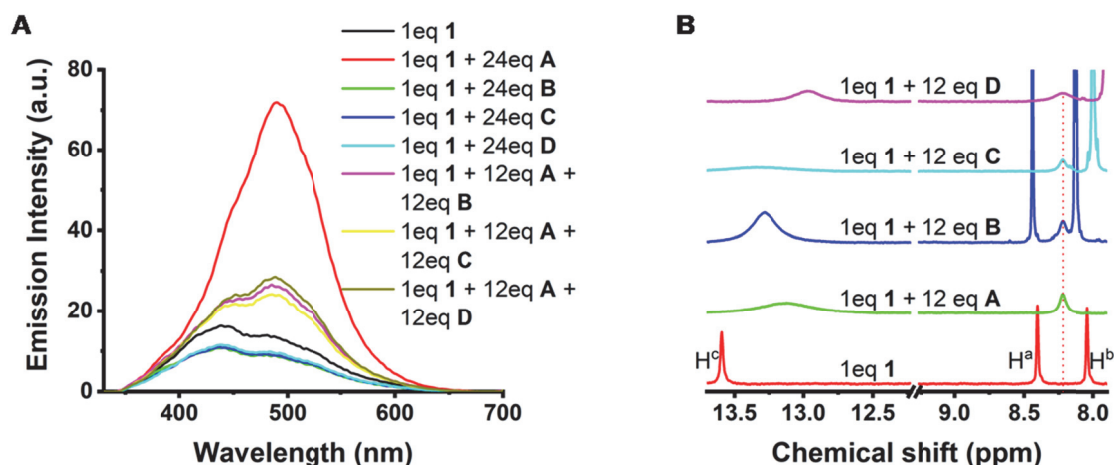 A
Emission Intensity (a.u.)
80
60
40
20
0
400
500
600
700
Wavelength (nm)
1eq 1
1eq 1 + 24eq A
1eq 1 + 24eq B
1eq 1 + 24eq C
1eq 1 + 24eq D
1eq 1 + 12eq A +
12eq B
1eq 1 + 12eq A +
12eq C
1eq 1 + 12eq A +
12eq D
B
1eq 1 + 12 eq D
1eq 1 + 12 eq C
1eq 1 + 12 eq B
1eq 1 + 12 eq A
Hᶜ
1eq 1
Hᵃ
Hᵇ
13.5
13.0
12.5
9.0
8.5
8.0
Chemical shift (ppm)